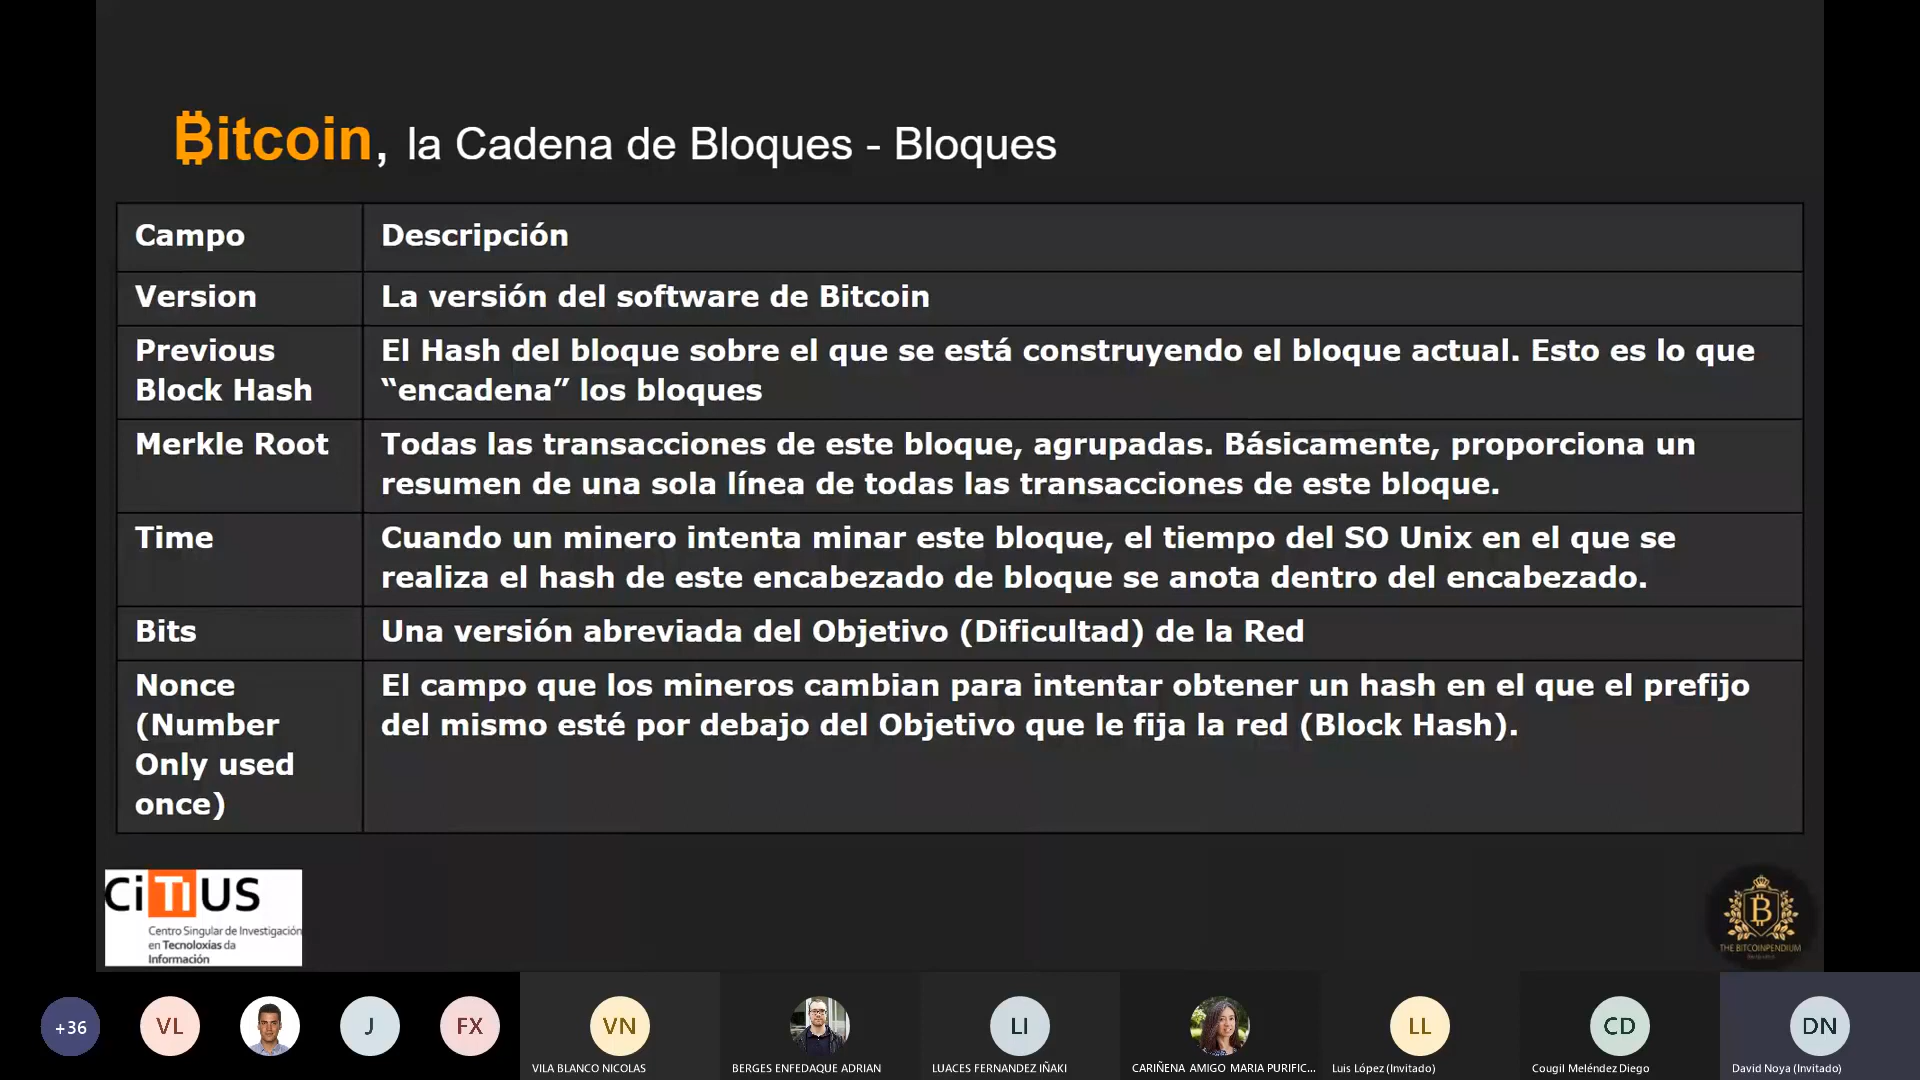 Bitcoin, la Cadena de Bloques - Bloques
Campo
Descripción
Version
La versión del software de Bitcoin
Previous
Block Hash
El Hash del bloque sobre el que se está construyendo el bloque actual. Esto es lo que
“encadena” los bloques
Merkle Root
Todas las transacciones de este bloque, agrupadas. Básicamente, proporciona un
resumen de una sola línea de todas las transacciones de este bloque.
Time
Cuando un minero intenta minar este bloque, el tiempo del SO Unix en el que se
realiza el hash de este encabezado de bloque se anota dentro del encabezado.
Bits
Una versión abreviada del Objetivo (Dificultad) de la Red
Nonce
(Number
Only used
once)
El campo que los mineros cambian para intentar obtener un hash en el que el prefijo
del mismo esté por debajo del Objetivo que le fija la red (Block Hash).
CiTIUS
Centro Singular de Investigación
en Tecnoloxías da
Información
B
THE BITCOINPENDIUM
+36
VL
J
FX
VN
LI
LL
CD
DN
VILA BLANCO NICOLAS
BERGES ENFEDAQUE ADRIAN
LUACES FERNANDEZ IÑAKI
CARIÑENA AMIGO MARIA PURIFIC...
Luis López (Invitado)
Cougil Meléndez Diego
David Noya (Invitado)